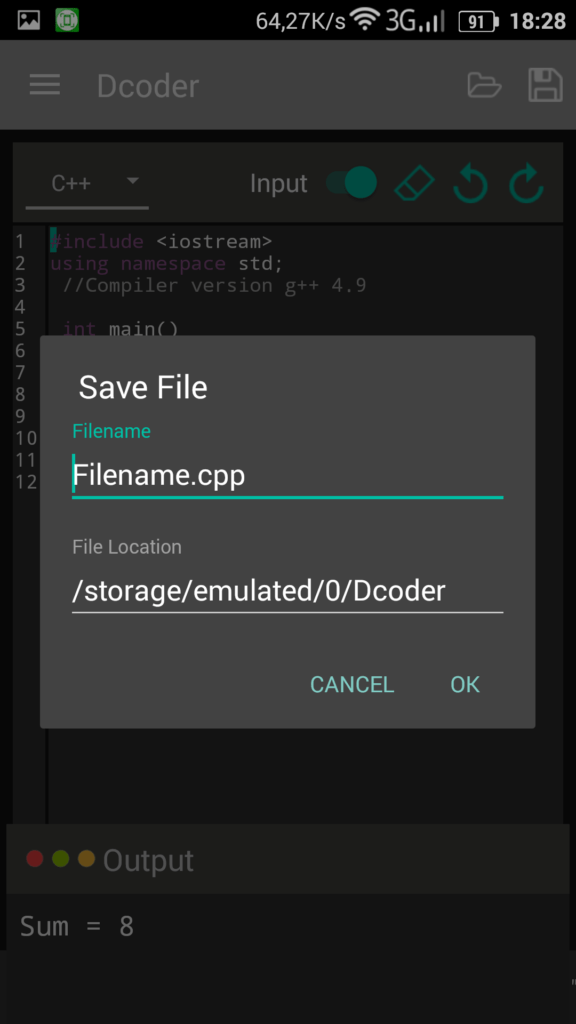 64,27K/s 3G 91 18:28
Dcoder
C++ Input
1 #include <iostream>
2 using namespace std;
3 //Compiler version g++ 4.9
4
5 int main()
6
7
8
9
10
11
12
Save File
Filename
Filename.cpp
File Location
/storage/emulated/0/Dcoder
CANCEL OK
Output
Sum = 8